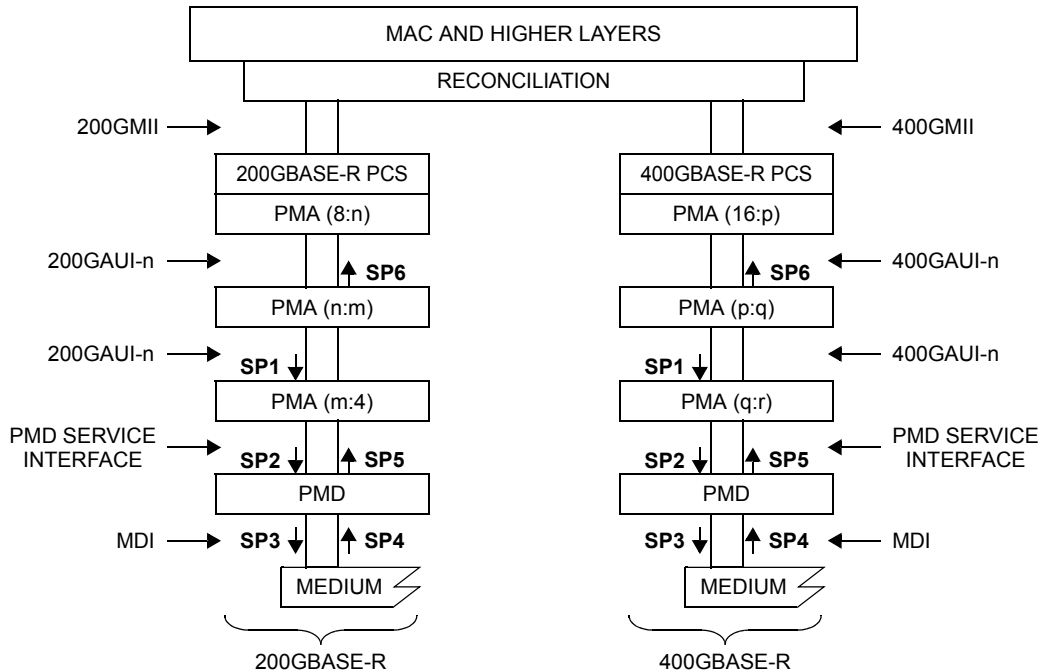 MAC AND HIGHER LAYERS
RECONCILIATION
200GMII
400GMII
200GBASE-R PCS
400GBASE-R PCS
PMA (8:n)
PMA (16:p)
200GAUI-n
SP6
SP6
400GAUI-n
PMA (n:m)
PMA (p:q)
200GAUI-n
SP1
SP1
400GAUI-n
PMA (m:4)
PMA (q:r)
PMD SERVICE
INTERFACE
SP2
SP5
SP2
SP5
PMD SERVICE
INTERFACE
PMD
PMD
MDI
SP3
SP4
SP3
SP4
MDI
MEDIUM
MEDIUM
200GBASE-R
400GBASE-R